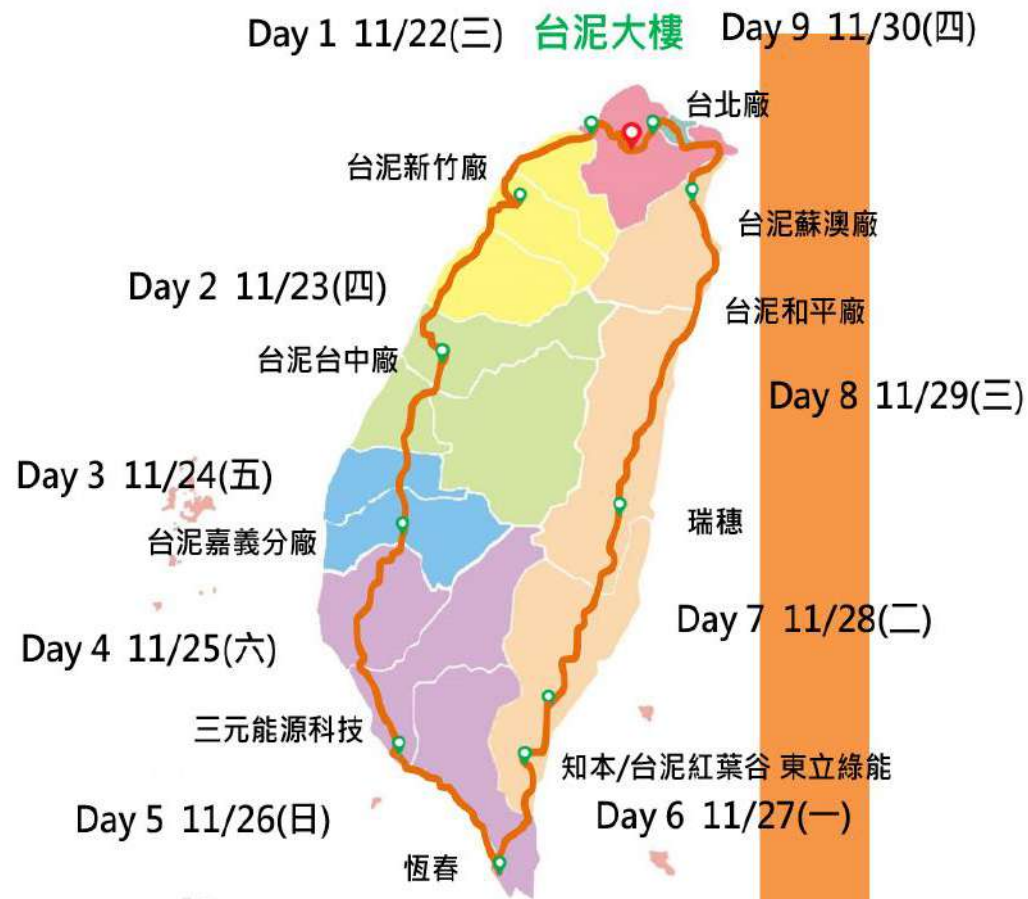 Day 1 11/22(三) 台泥大樓 Day 9 11/30(四)
台北廠
台泥新竹廠
台泥蘇澳廠
Day 2 11/23(四)
台泥和平廠
台泥台中廠
Day 8 11/29(三)
Day 3 11/24(五)
瑞穗
台泥嘉義分廠
Day 7 11/28(二)
Day 4 11/25(六)
三元能源科技
知本/台泥紅葉谷 東立綠能
Day 5 11/26(日)
Day 6 11/27(一)
恆春